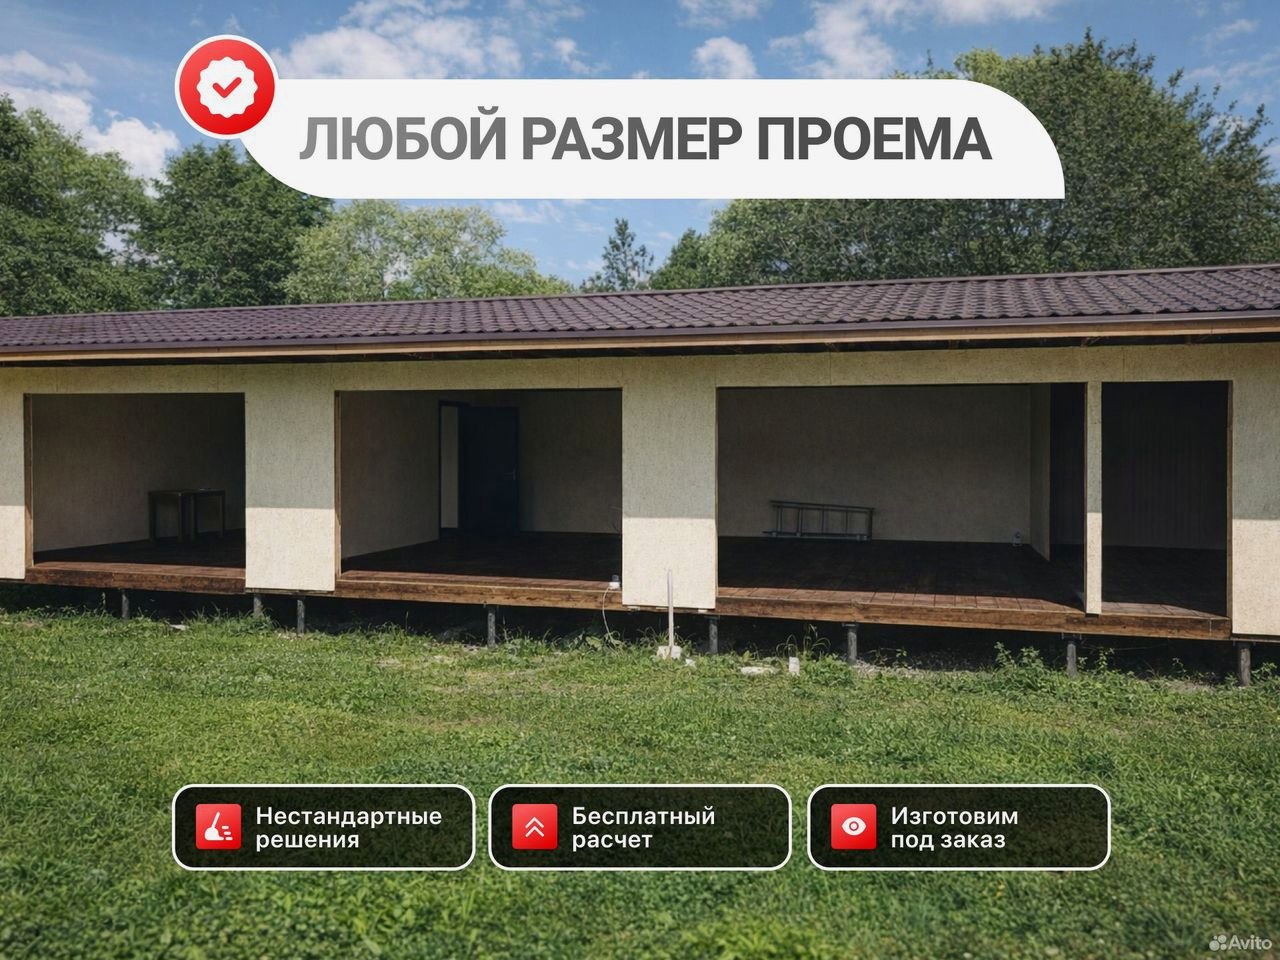 ЛЮБОЙ РАЗМЕР ПРОЕМА
Нестандартные
решения
Бесплатный
расчет
Изготовим
под заказ
Avito